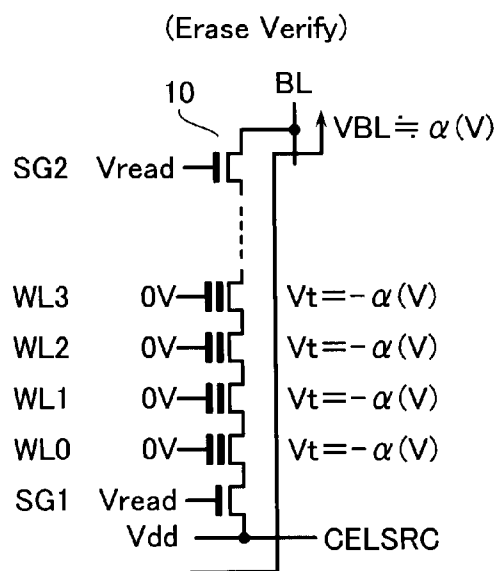 (Erase Verify)
BL
10
VBL≒α(V)
SG2 Vread
WL3 0V Vt=-α(V)
WL2 0V Vt=-α(V)
WL1 0V Vt=-α(V)
WL0 0V Vt=-α(V)
SG1 Vread
Vdd CELSRC